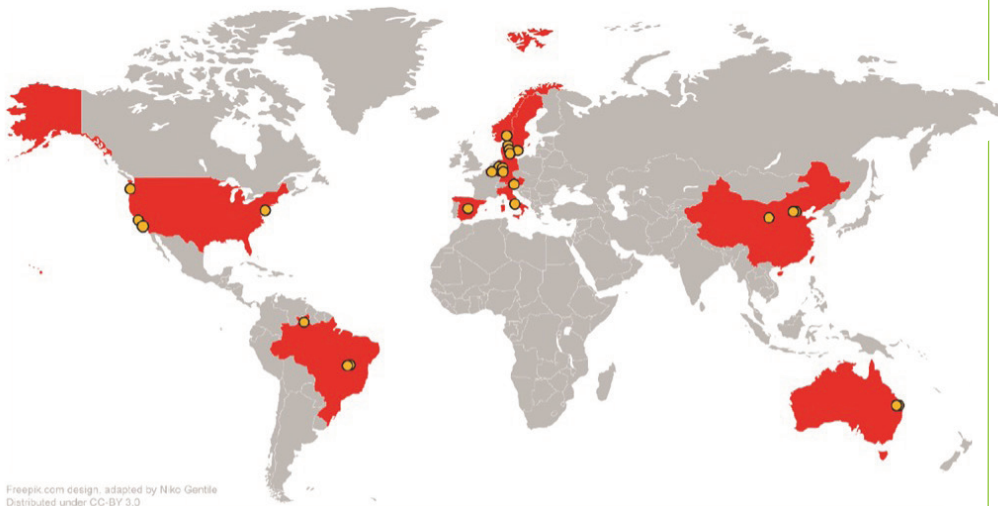 Freepik.com design, adapted by Niko Gentile
Distributed under CC-BY 3.0